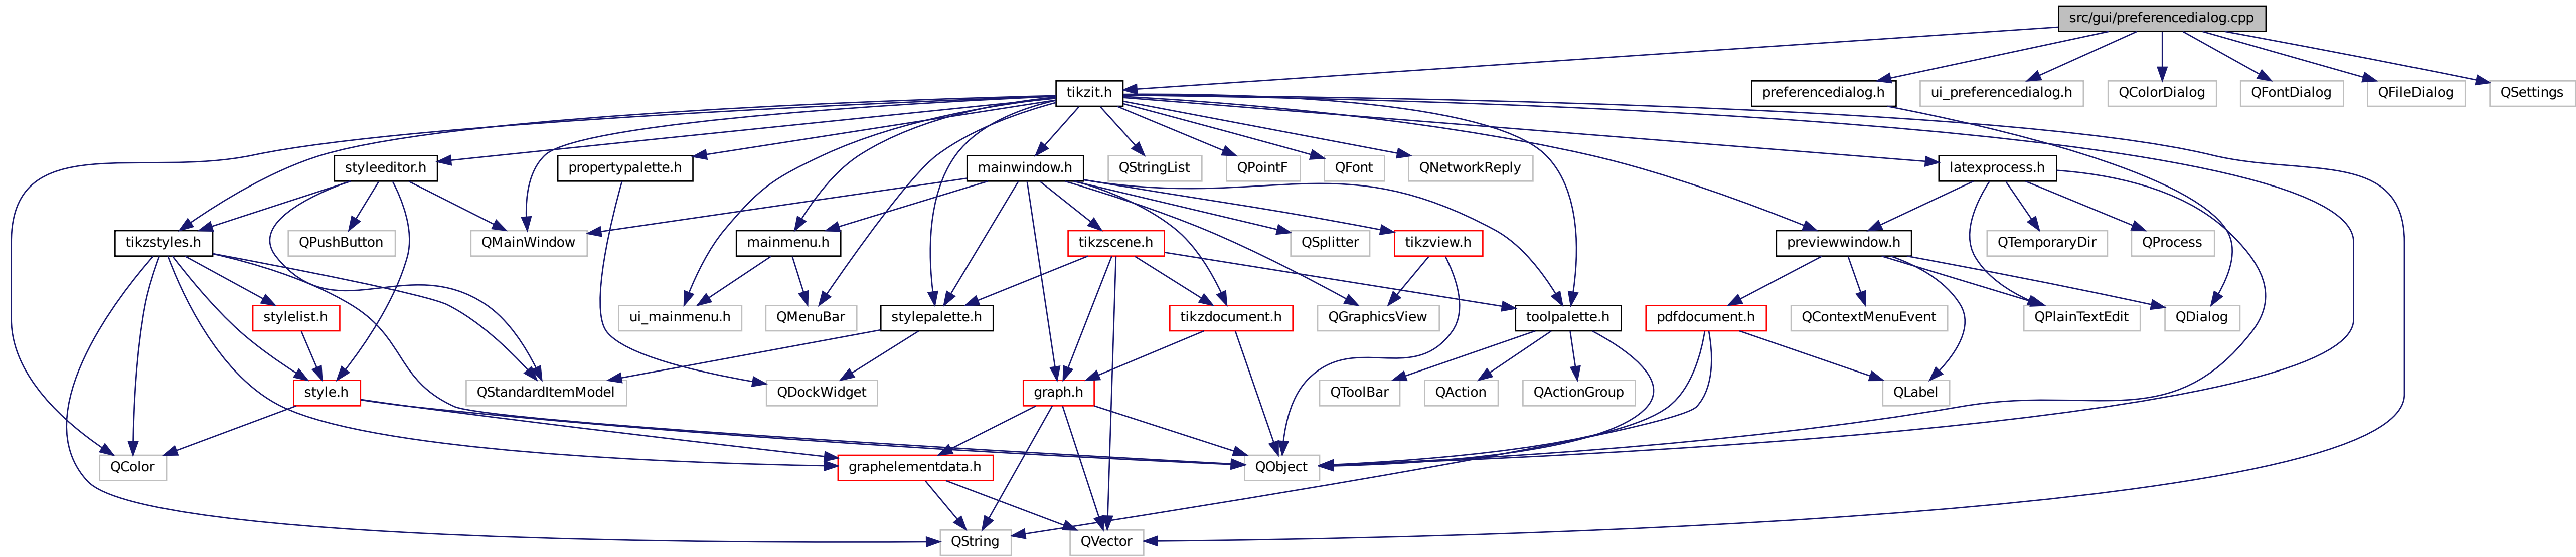 src/gui/preferencedialog.cpp
tikzit.h
preferencedialog.h
ui_preferencedialog.h
QColorDialog
QFontDialog
QFileDialog
QSettings
styleeditor.h
propertypalette.h
mainwindow.h
QStringList
QPointF
QFont
QNetworkReply
latexprocess.h
tikzstyles.h
QPushButton
QMainWindow
mainmenu.h
tikzscene.h
QSplitter
tikzview.h
previewwindow.h
QTemporaryDir
QProcess
stylelist.h
ui_mainmenu.h
QMenuBar
stylepalette.h
tikzdocument.h
QGraphicsView
toolpalette.h
pdfdocument.h
QContextMenuEvent
QPlainTextEdit
QDialog
style.h
QStandardItemModel
QDockWidget
graph.h
QToolBar
QAction
QActionGroup
QLabel
QColor
graphelementdata.h
QObject
QString
QVector